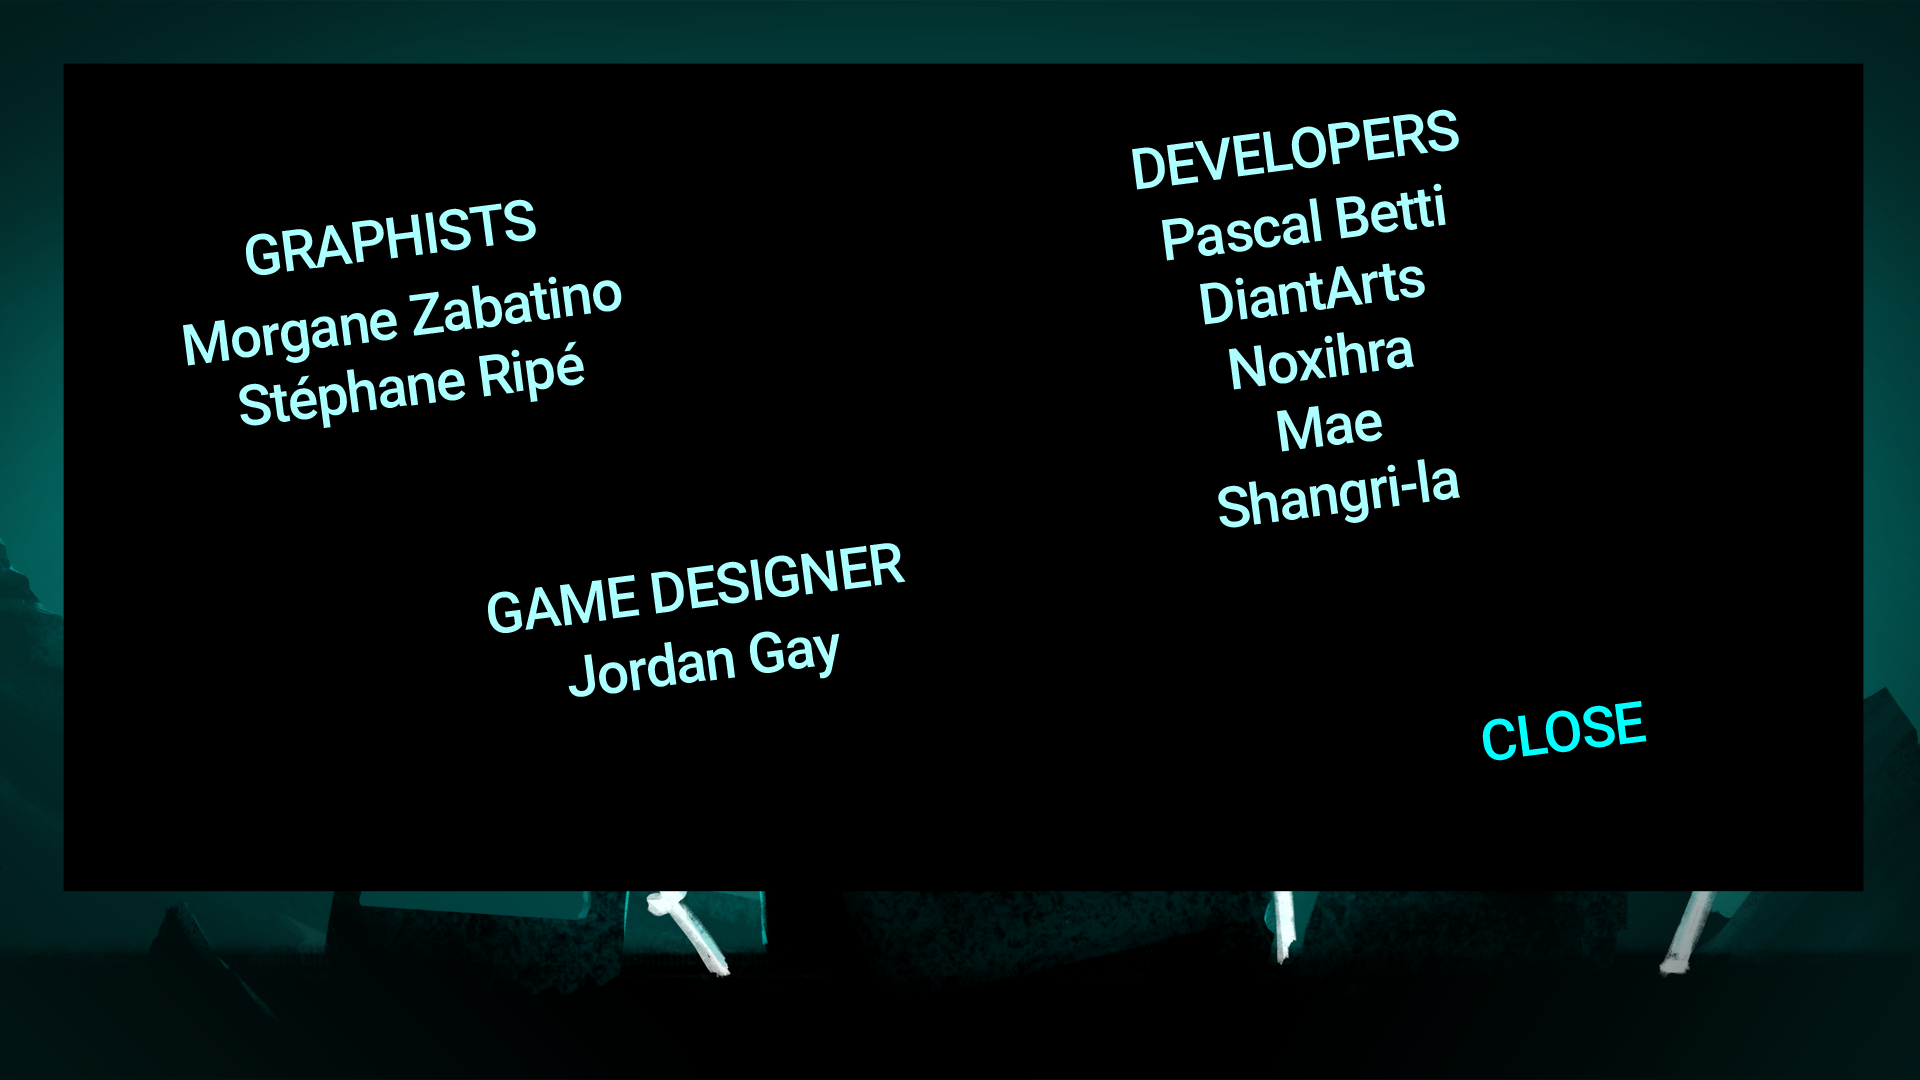 GRAPHISTS
Morgane Zabatino
Stéphane Ripé
DEVELOPERS
Pascal Betti
DiantArts
Noxihra
Mae
Shangri-la
GAME DESIGNER
Jordan Gay
CLOSE